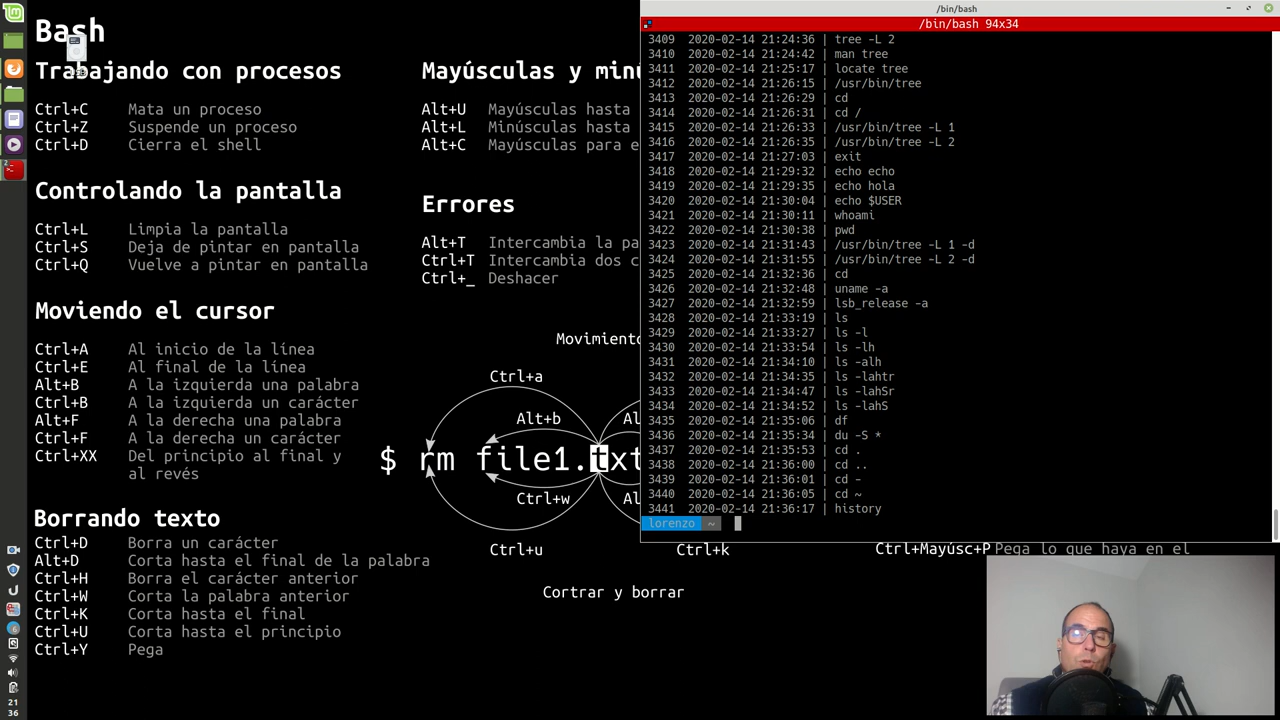 Bash
Trabajando con procesos
Ctrl+C Mata un proceso
Ctrl+Z Suspende un proceso
Ctrl+D Cierra el shell
Controlando la pantalla
Ctrl+L Limpia la pantalla
Ctrl+S Deja de pintar en pantalla
Ctrl+Q Vuelve a pintar en pantalla
Moviendo el cursor
Ctrl+A Al inicio de la línea
Ctrl+E Al final de la línea
Alt+B A la izquierda una palabra
Ctrl+B A la izquierda un carácter
Alt+F A la derecha una palabra
Ctrl+F A la derecha un carácter
Ctrl+XX Del principio al final y
al revés
Borrando texto
Ctrl+D Borra un carácter
Alt+D Corta hasta el final de la palabra
Ctrl+H Borra el carácter anterior
Ctrl+W Corta la palabra anterior
Ctrl+K Corta hasta el final
Ctrl+U Corta hasta el principio
Ctrl+Y Pega
Mayúsculas y minú
Alt+U Mayúsculas hasta
Alt+L Minúsculas hasta
Alt+C Mayúsculas para e
Errores
Alt+T Intercambia la pa
Ctrl+T Intercambia dos c
Ctrl+_ Deshacer
Movimiento
Ctrl+a
Alt+b Al
$ rm file1.txt
Ctrl+w Al
Ctrl+u Ctrl+k
Cortar y borrar
Ctrl+Mayúsc+P Pega lo que haya en el
/bin/bash
/bin/bash 94x34
3409 2020-02-14 21:24:36 | tree -L 2
3410 2020-02-14 21:24:42 | man tree
3411 2020-02-14 21:25:17 | locate tree
3412 2020-02-14 21:26:15 | /usr/bin/tree
3413 2020-02-14 21:26:29 | cd
3414 2020-02-14 21:26:31 | cd /
3415 2020-02-14 21:26:33 | /usr/bin/tree -L 1
3416 2020-02-14 21:26:35 | /usr/bin/tree -L 2
3417 2020-02-14 21:27:03 | exit
3418 2020-02-14 21:29:32 | echo echo
3419 2020-02-14 21:29:35 | echo hola
3420 2020-02-14 21:30:04 | echo $USER
3421 2020-02-14 21:30:11 | whoami
3422 2020-02-14 21:30:38 | pwd
3423 2020-02-14 21:31:43 | /usr/bin/tree -L 1 -d
3424 2020-02-14 21:31:55 | /usr/bin/tree -L 2 -d
3425 2020-02-14 21:32:36 | cd
3426 2020-02-14 21:32:48 | uname -a
3427 2020-02-14 21:32:59 | lsb_release -a
3428 2020-02-14 21:33:19 | ls
3429 2020-02-14 21:33:27 | ls -l
3430 2020-02-14 21:33:54 | ls -lh
3431 2020-02-14 21:34:10 | ls -alh
3432 2020-02-14 21:34:35 | ls -lahtr
3433 2020-02-14 21:34:47 | ls -lahSr
3434 2020-02-14 21:34:52 | ls -lahS
3435 2020-02-14 21:35:06 | df
3436 2020-02-14 21:35:34 | du -S *
3437 2020-02-14 21:35:53 | cd .
3438 2020-02-14 21:36:00 | cd ..
3439 2020-02-14 21:36:01 | cd -
3440 2020-02-14 21:36:05 | cd ~
3441 2020-02-14 21:36:17 | history
lorenzo ~
21
36